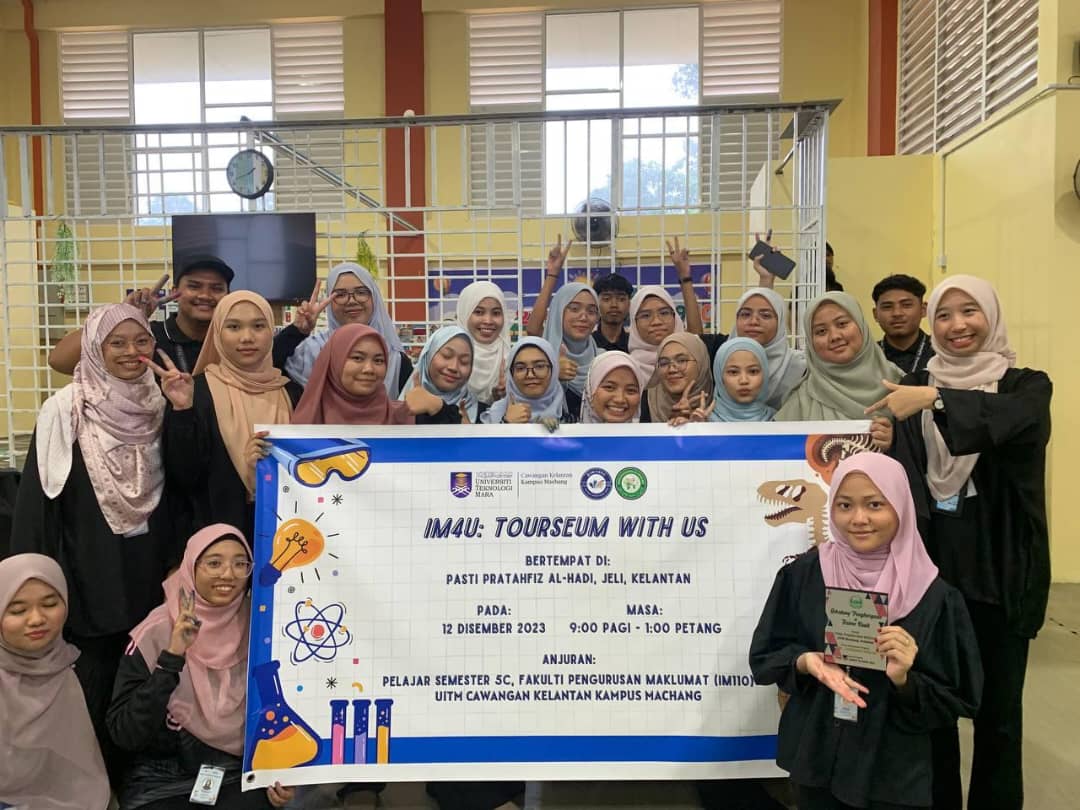 UNIVERSITI
TEKNOLOGI
MARA
Cawangan Kelantan
Kampus Machang
IM4U: TOURSEUM WITH US
BERTEMPAT DI:
PASTI PRATAHFIZ AL-HADI, JELI, KELANTAN
PADA:
12 DISEMBER 2023
MASA:
9:00 PAGI - 1:00 PETANG
ANJURAN:
PELAJAR SEMESTER 5C, FAKULTI PENGURUSAN MAKLUMAT (IM110)
UITM CAWANGAN KELANTAN KAMPUS MACHANG